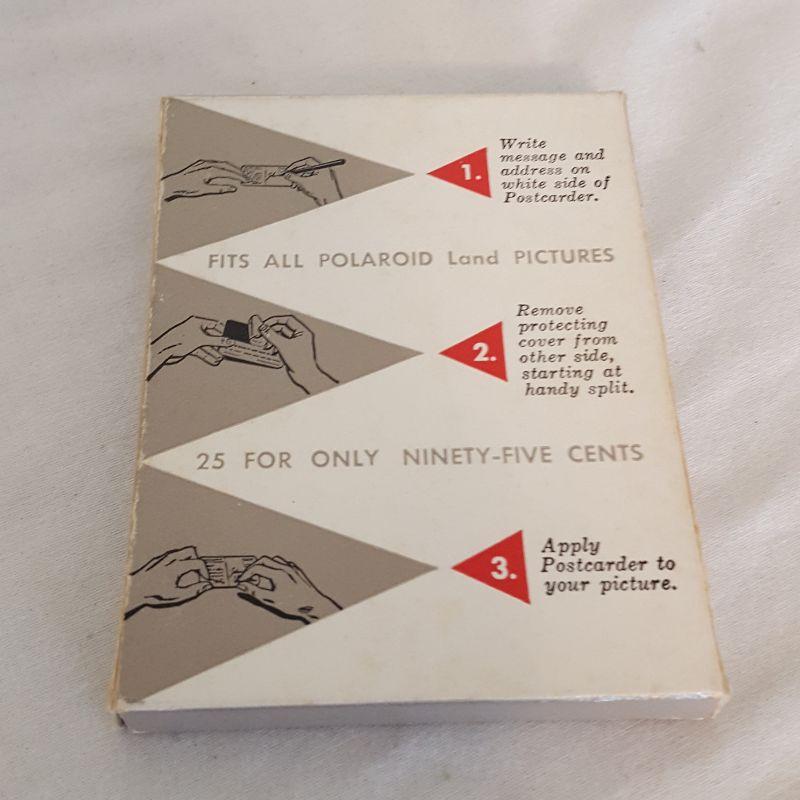 1.
Write
message and
address on
white side of
Postcarder.
FITS ALL POLAROID Land PICTURES
2.
Remove
protecting
cover from
other side,
starting at
handy split.
25 FOR ONLY NINETY-FIVE CENTS
3.
Apply
Postcarder to
your picture.